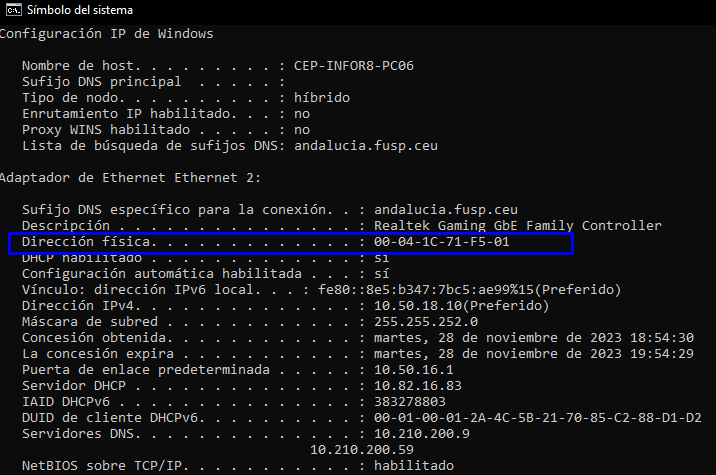 Símbolo del sistema
Configuración IP de Windows
Nombre de host. . . . . . . . . : CEP-INFOR8-PC06
Sufijo DNS principal  . . . . . :
Tipo de nodo. . . . . . . . . . : híbrido
Enrutamiento IP habilitado. . . : no
Proxy WINS habilitado . . . . . : no
Lista de búsqueda de sufijos DNS: andalucia.fusp.ceu
Adaptador de Ethernet Ethernet 2:
Sufijo DNS específico para la conexión. . : andalucia.fusp.ceu
Descripción . . . . . . . . . . . . . . . : Realtek Gaming GbE Family Controller
Dirección física. . . . . . . . . . . . . : 00-04-1C-71-F5-01
DHCP habilitado . . . . . . . . . . . . . : sí
Configuración automática habilitada . . . : sí
Vínculo: dirección IPv6 local. . . : fe80::8e5:b347:7bc5:ae99%15(Preferido)
Dirección IPv4. . . . . . . . . . . . . . : 10.50.18.10(Preferido)
Máscara de subred . . . . . . . . . . . . : 255.255.252.0
Concesión obtenida. . . . . . . . . . . . : martes, 28 de noviembre de 2023 18:54:30
La concesión expira . . . . . . . . . . . : martes, 28 de noviembre de 2023 19:54:29
Puerta de enlace predeterminada . . . . . : 10.50.16.1
Servidor DHCP . . . . . . . . . . . . . . : 10.82.16.83
IAID DHCPv6 . . . . . . . . . . . . . . . : 383278803
DUID de cliente DHCPv6. . . . . . . . . . : 00-01-00-01-2A-4C-5B-21-70-85-C2-88-D1-D2
Servidores DNS. . . . . . . . . . . . . . : 10.210.200.9
10.210.200.59
NetBIOS sobre TCP/IP. . . . . . . . . . . : habilitado